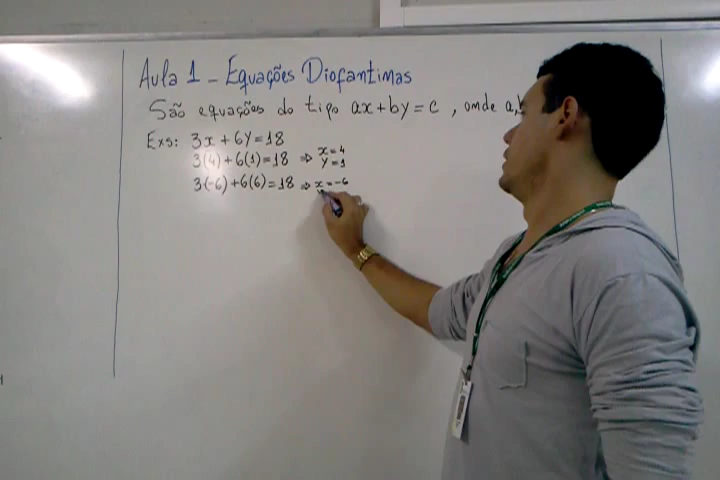 Aula 1 - Equações Diofantinas
São equações do tipo ax + by = c , onde a,b
Exs: 3x + 6y = 18
3(4) + 6(1) = 18 ⇒ x = 4
y = 1
3(-6) + 6(6) = 18 ⇒ x = -6